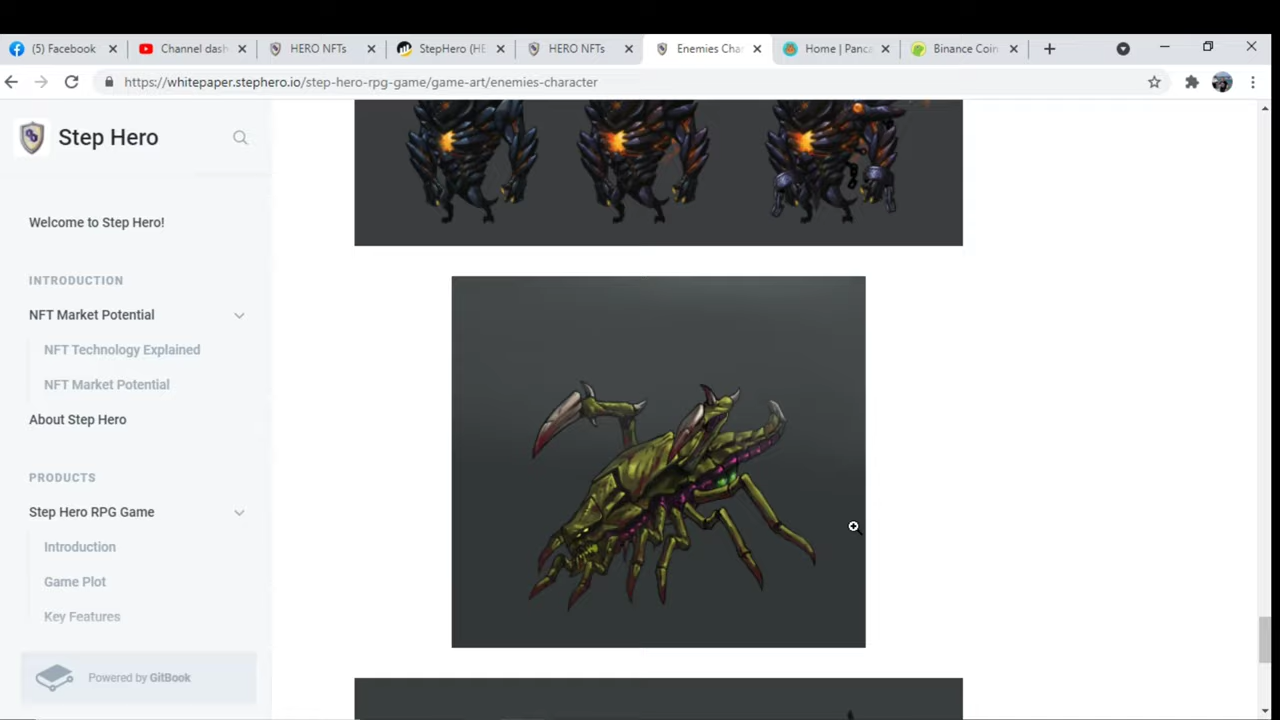 (5) Facebook
Channel dash
HERO NFTs
StepHero (HE
HERO NFTs
Enemies Char
Home | Panca
Binance Coin
https://whitepaper.stephero.io/step-hero-rpg-game/game-art/enemies-character
Step Hero
Welcome to Step Hero!
INTRODUCTION
NFT Market Potential
NFT Technology Explained
NFT Market Potential
About Step Hero
PRODUCTS
Step Hero RPG Game
Introduction
Game Plot
Key Features
Powered by GitBook